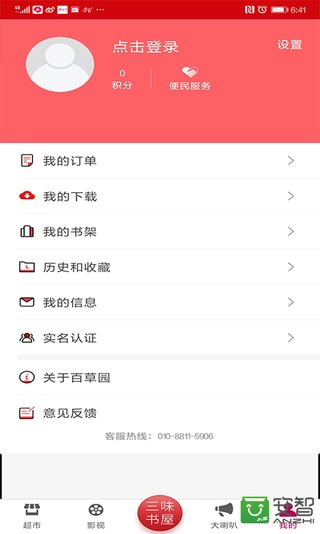 6:41
点击登录
设置
0
积分
便民服务
我的订单
我的下载
我的书架
历史和收藏
我的信息
实名认证
关于百草园
意见反馈
客服热线：010-8811-5906
超市
影视
三味
书屋
大喇叭
我的
安智
ANZHI